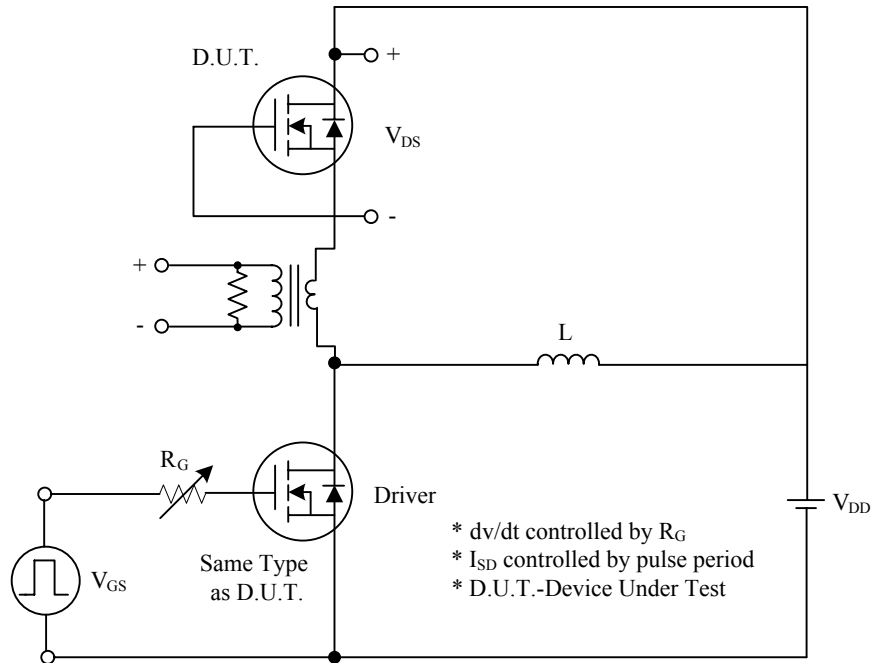 D.U.T.
+
V_DS
-
+
-
L
R_G
Driver
V_DD
V_GS
Same Type
as D.U.T.
* dv/dt controlled by R_G
* I_SD controlled by pulse period
* D.U.T.-Device Under Test